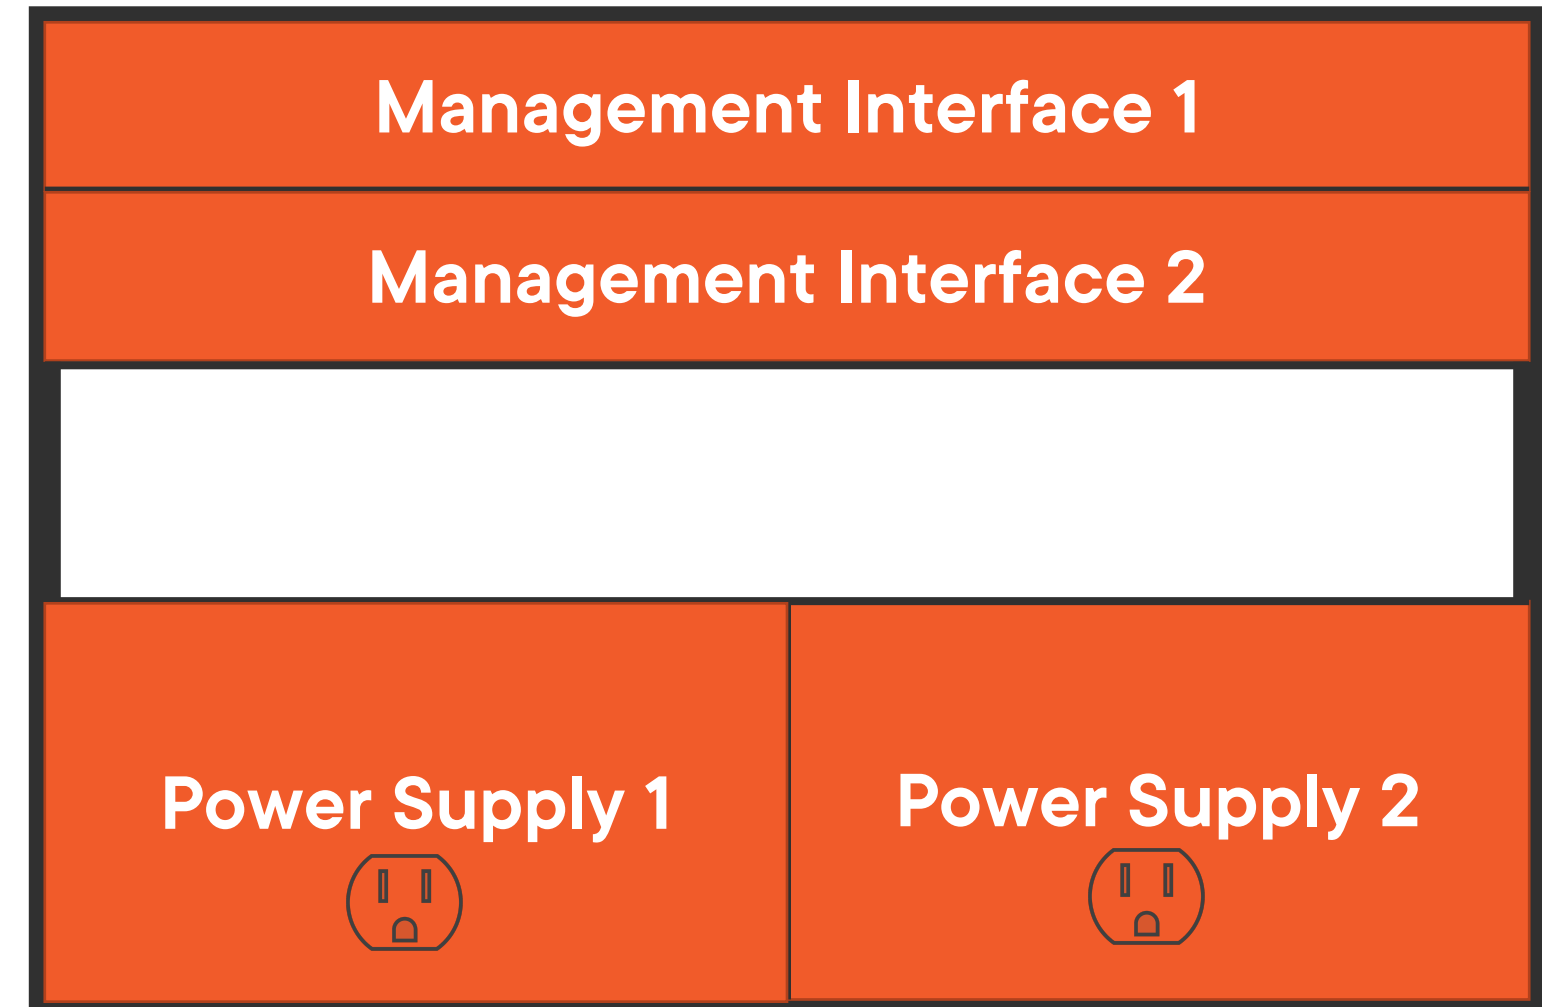 Management Interface 1
Management Interface 2
Power Supply 1
Power Supply 2